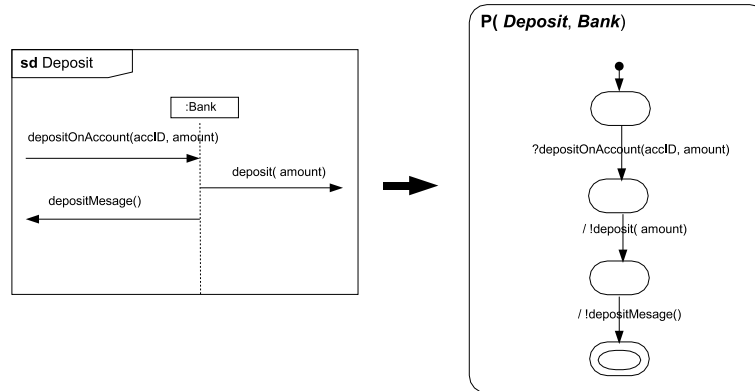 sd Deposit
:Bank
depositOnAccount(accID, amount)
deposit( amount)
depositMesage()
P( Deposit, Bank)
?depositOnAccount(accID, amount)
/ !deposit( amount)
/ !depositMesage()